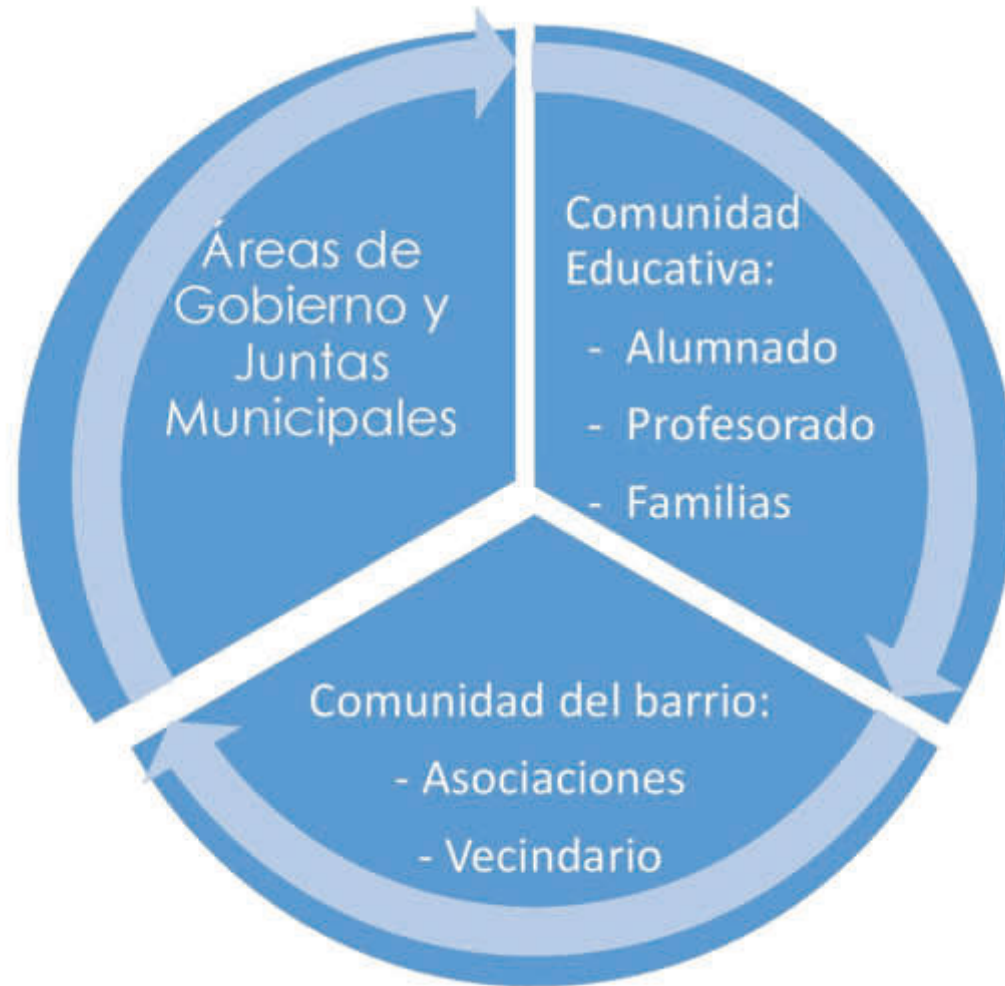 Áreas de
Gobierno y
Juntas
Municipales
Comunidad
Educativa:
- Alumnado
- Profesorado
- Familias
Comunidad del barrio:
- Asociaciones
- Vecindario